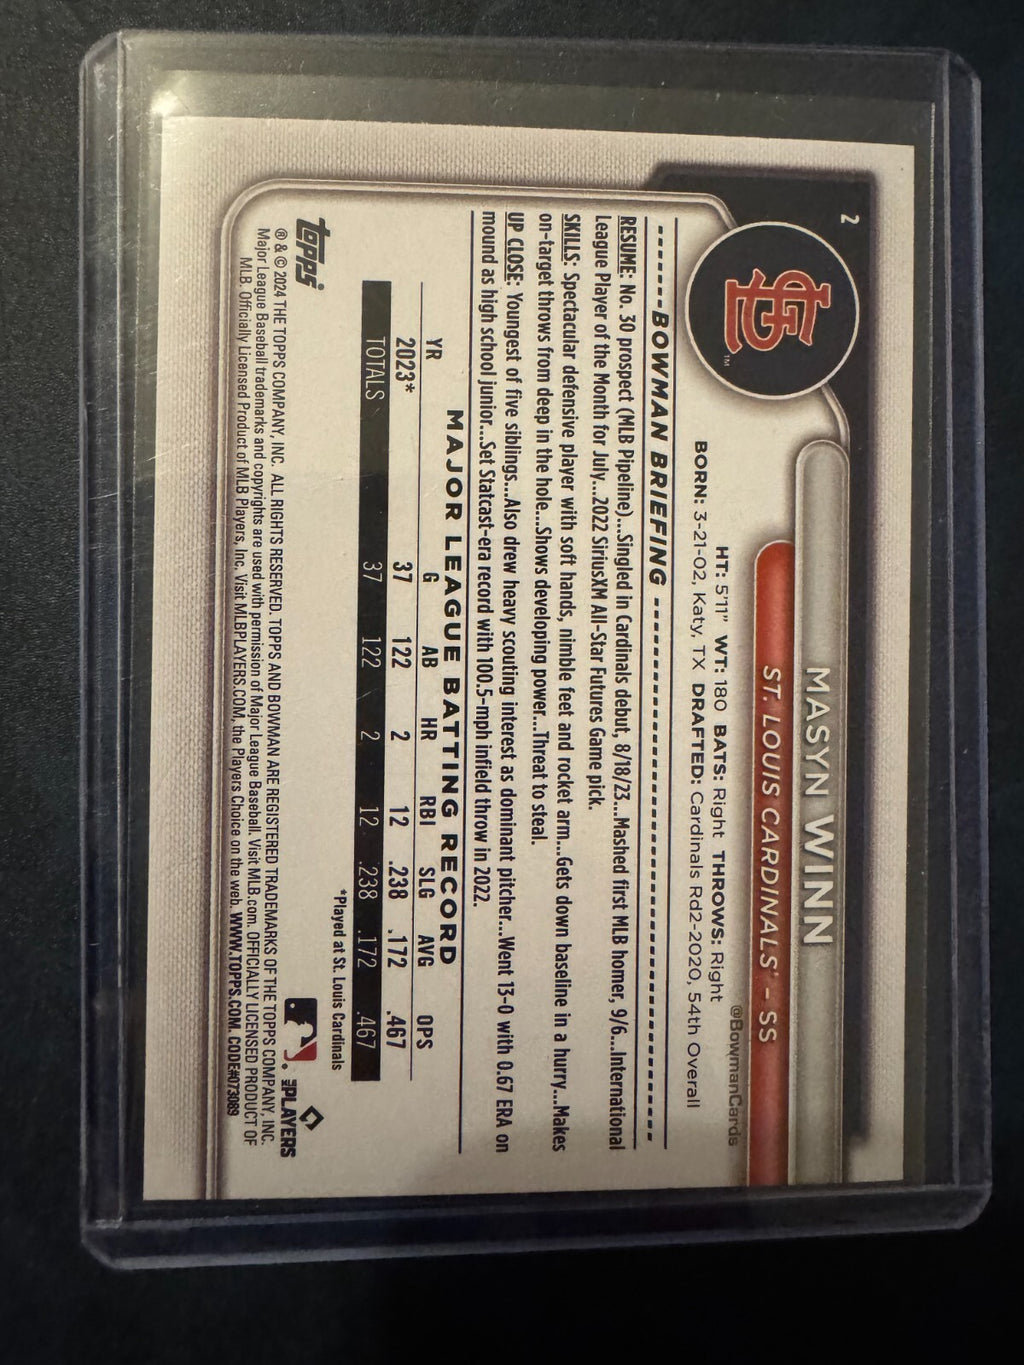 2
STL
TM
MASYN WINN
ST. LOUIS CARDINALS® - SS
@BowmanCards
HT: 5'11" WT: 180 BATS: Right THROWS: Right
BORN: 3-21-02, Katy, TX DRAFTED: Cardinals Rd2-2020, 54th Overall
BOWMAN BRIEFING
RESUME: No. 30 prospect (MLB Pipeline)...Singled in Cardinals debut, 8/18/23...Mashed first MLB homer, 9/6...International
League Player of the Month for July...2022 SiriusXM All-Star Futures Game pick.
SKILLS: Spectacular defensive player with soft hands, nimble feet and rocket arm...Gets down baseline in a hurry...Makes
on-target throws from deep in the hole...Shows developing power...Threat to steal.
UP CLOSE: Youngest of five siblings...Also drew heavy scouting interest as dominant pitcher...Went 13-0 with 0.67 ERA on
mound as high school junior...Set Statcast-era record with 100.5-mph infield throw in 2022.
MAJOR LEAGUE BATTING RECORD
YR G AB HR RBI SLG AVG OPS
2023* 37 122 2 12 .238 .172 .467
TOTALS 37 122 2 12 .238 .172 .467
*Played at St. Louis Cardinals
topps®
MLB PLAYERS
® & © 2024 THE TOPPS COMPANY, INC. ALL RIGHTS RESERVED. TOPPS AND BOWMAN ARE REGISTERED TRADEMARKS OF THE TOPPS COMPANY, INC.
Major League Baseball trademarks and copyrights are used with permission of Major League Baseball. Visit MLB.com. OFFICIALLY LICENSED PRODUCT OF
MLB. Officially Licensed Product of MLB Players, Inc. Visit MLBPLAYERS.COM, the Players Choice on the web. WWW.TOPPS.COM. CODE#073089